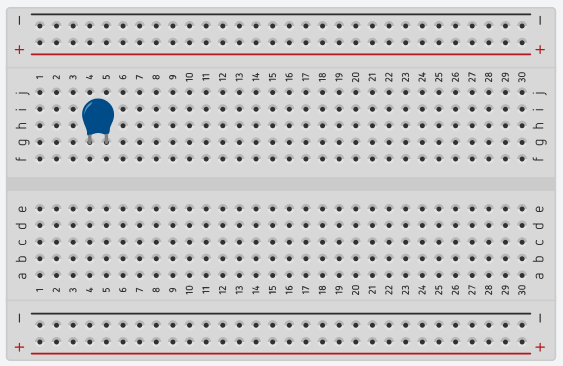 − −
+ +
1 2 3 4 5 6 7 8 9 10 11 12 13 14 15 16 17 18 19 20 21 22 23 24 25 26 27 28 29 30
j j
i i
h h
g g
f f
e e
d d
c c
b b
a a
1 2 3 4 5 6 7 8 9 10 11 12 13 14 15 16 17 18 19 20 21 22 23 24 25 26 27 28 29 30
− −
+ +